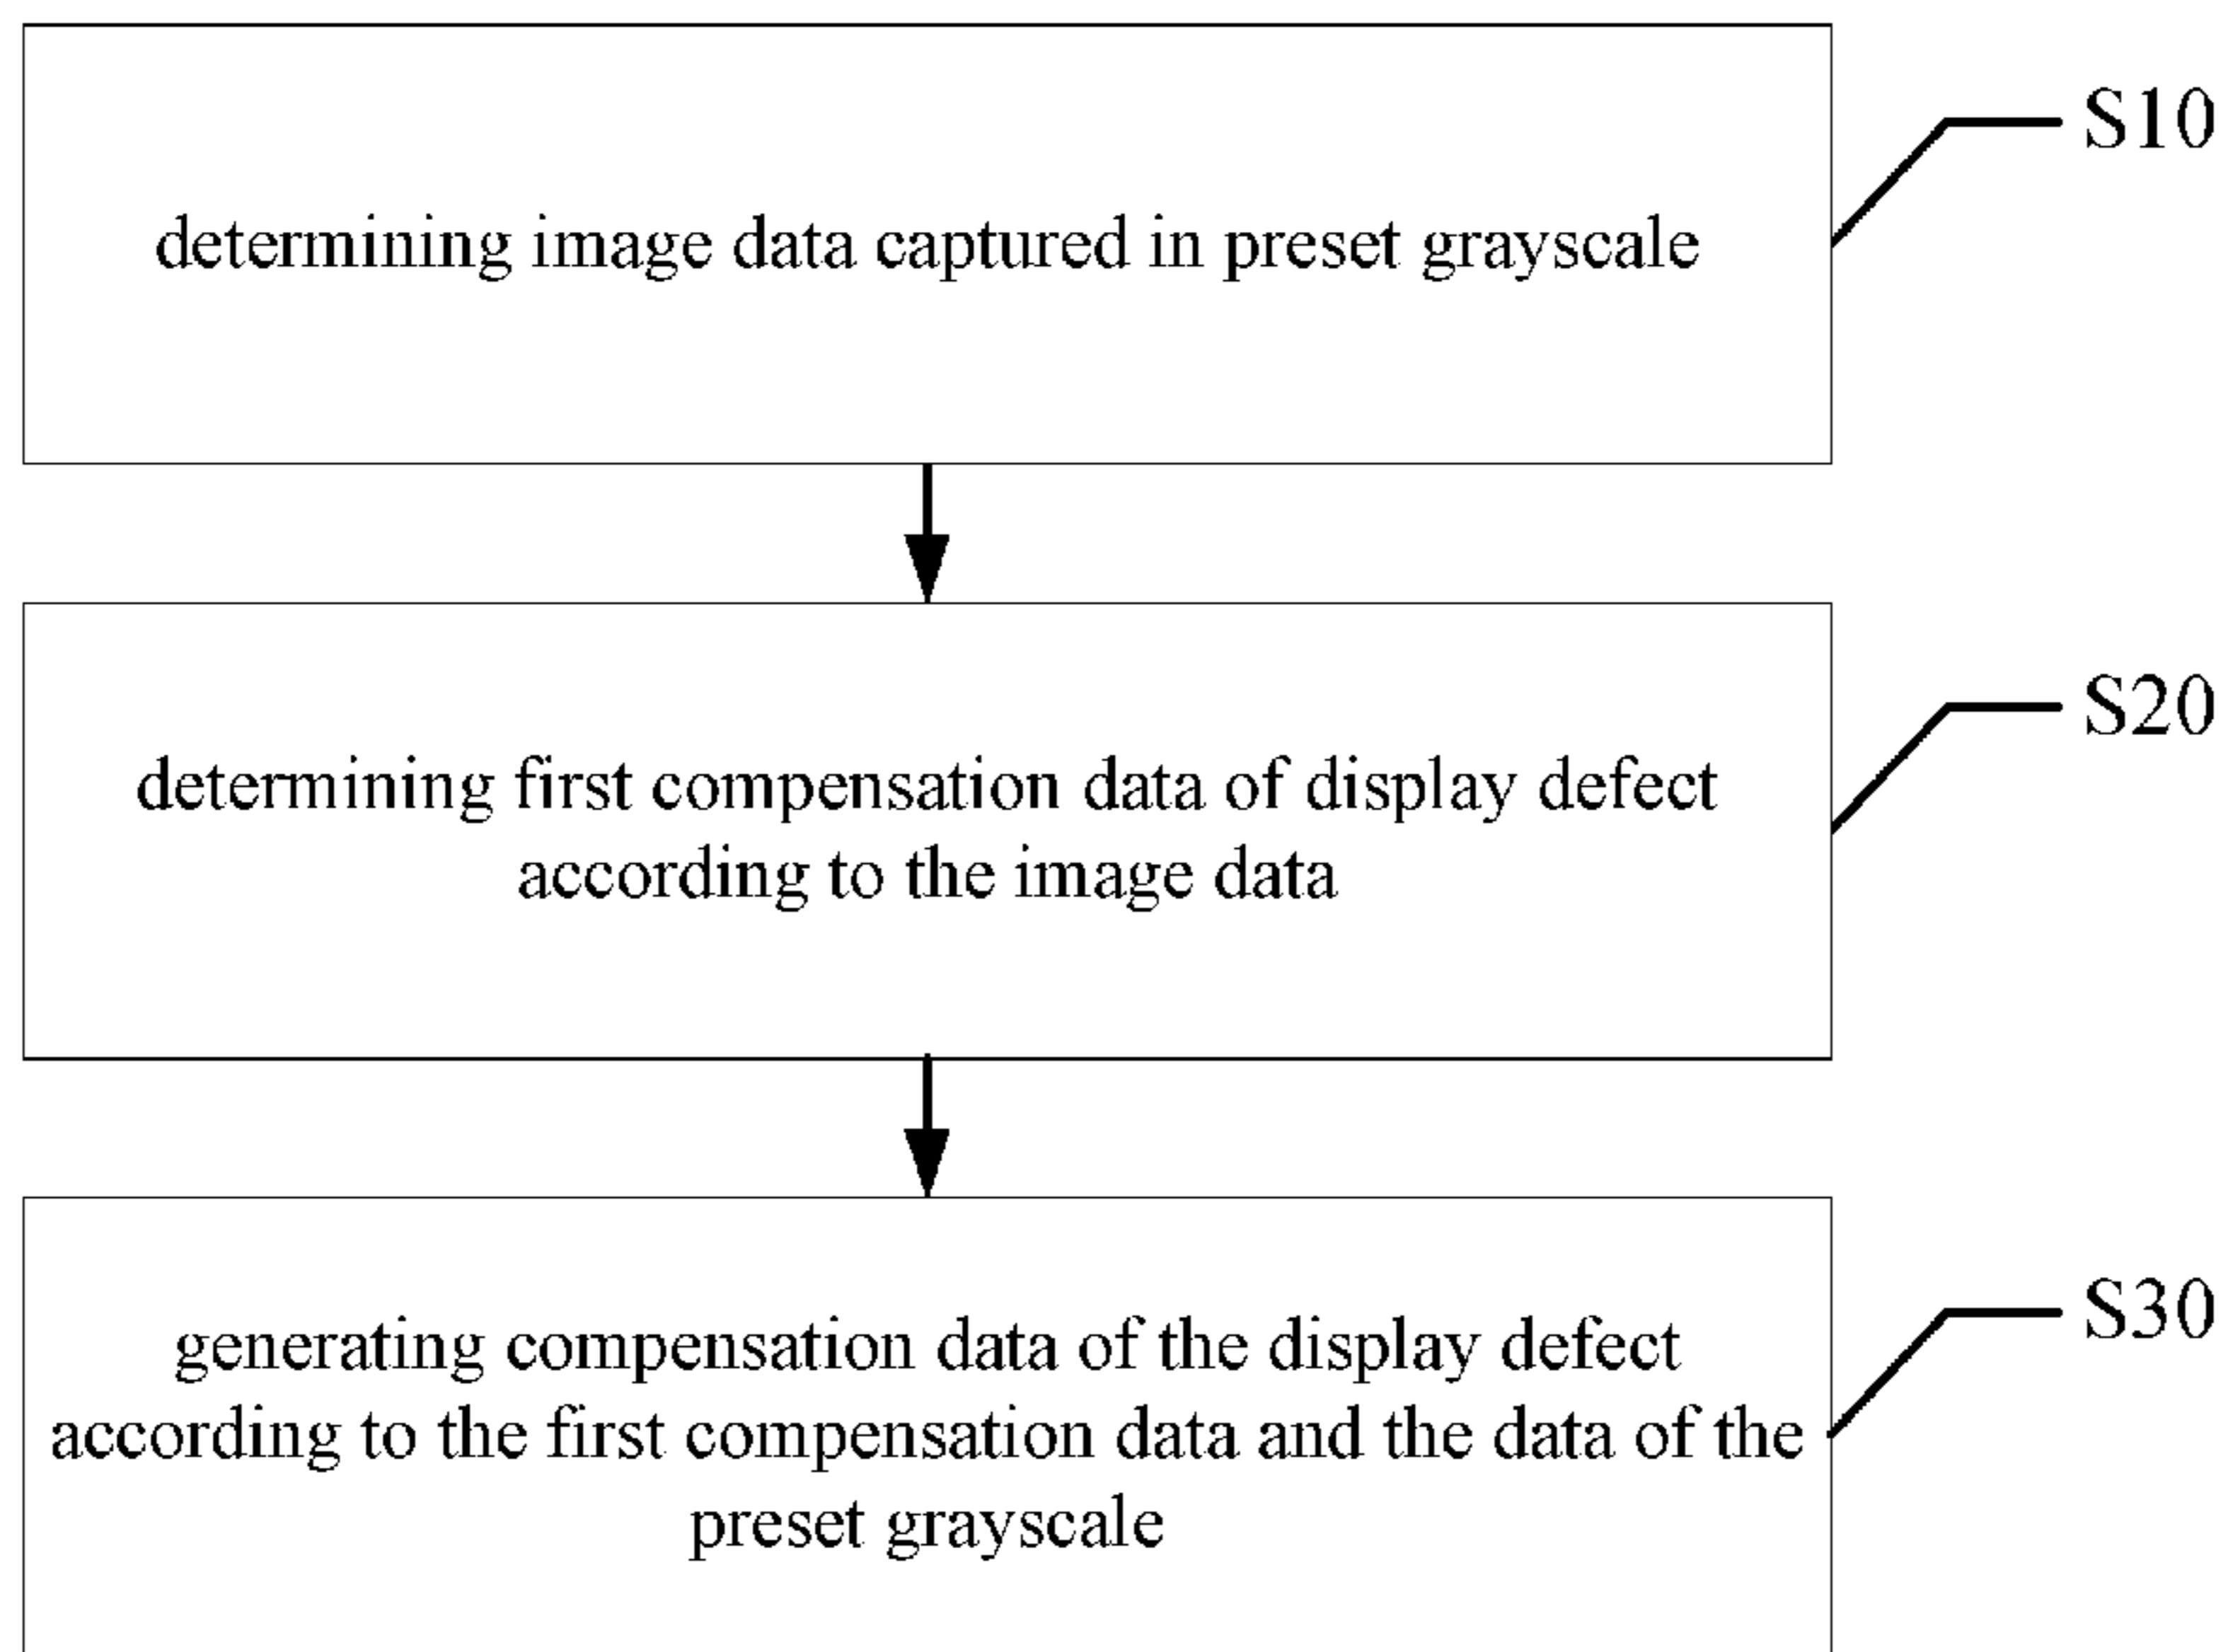 determining image data captured in preset grayscale
S10
determining first compensation data of display defect
according to the image data
S20
generating compensation data of the display defect
according to the first compensation data and the data of the
preset grayscale
S30